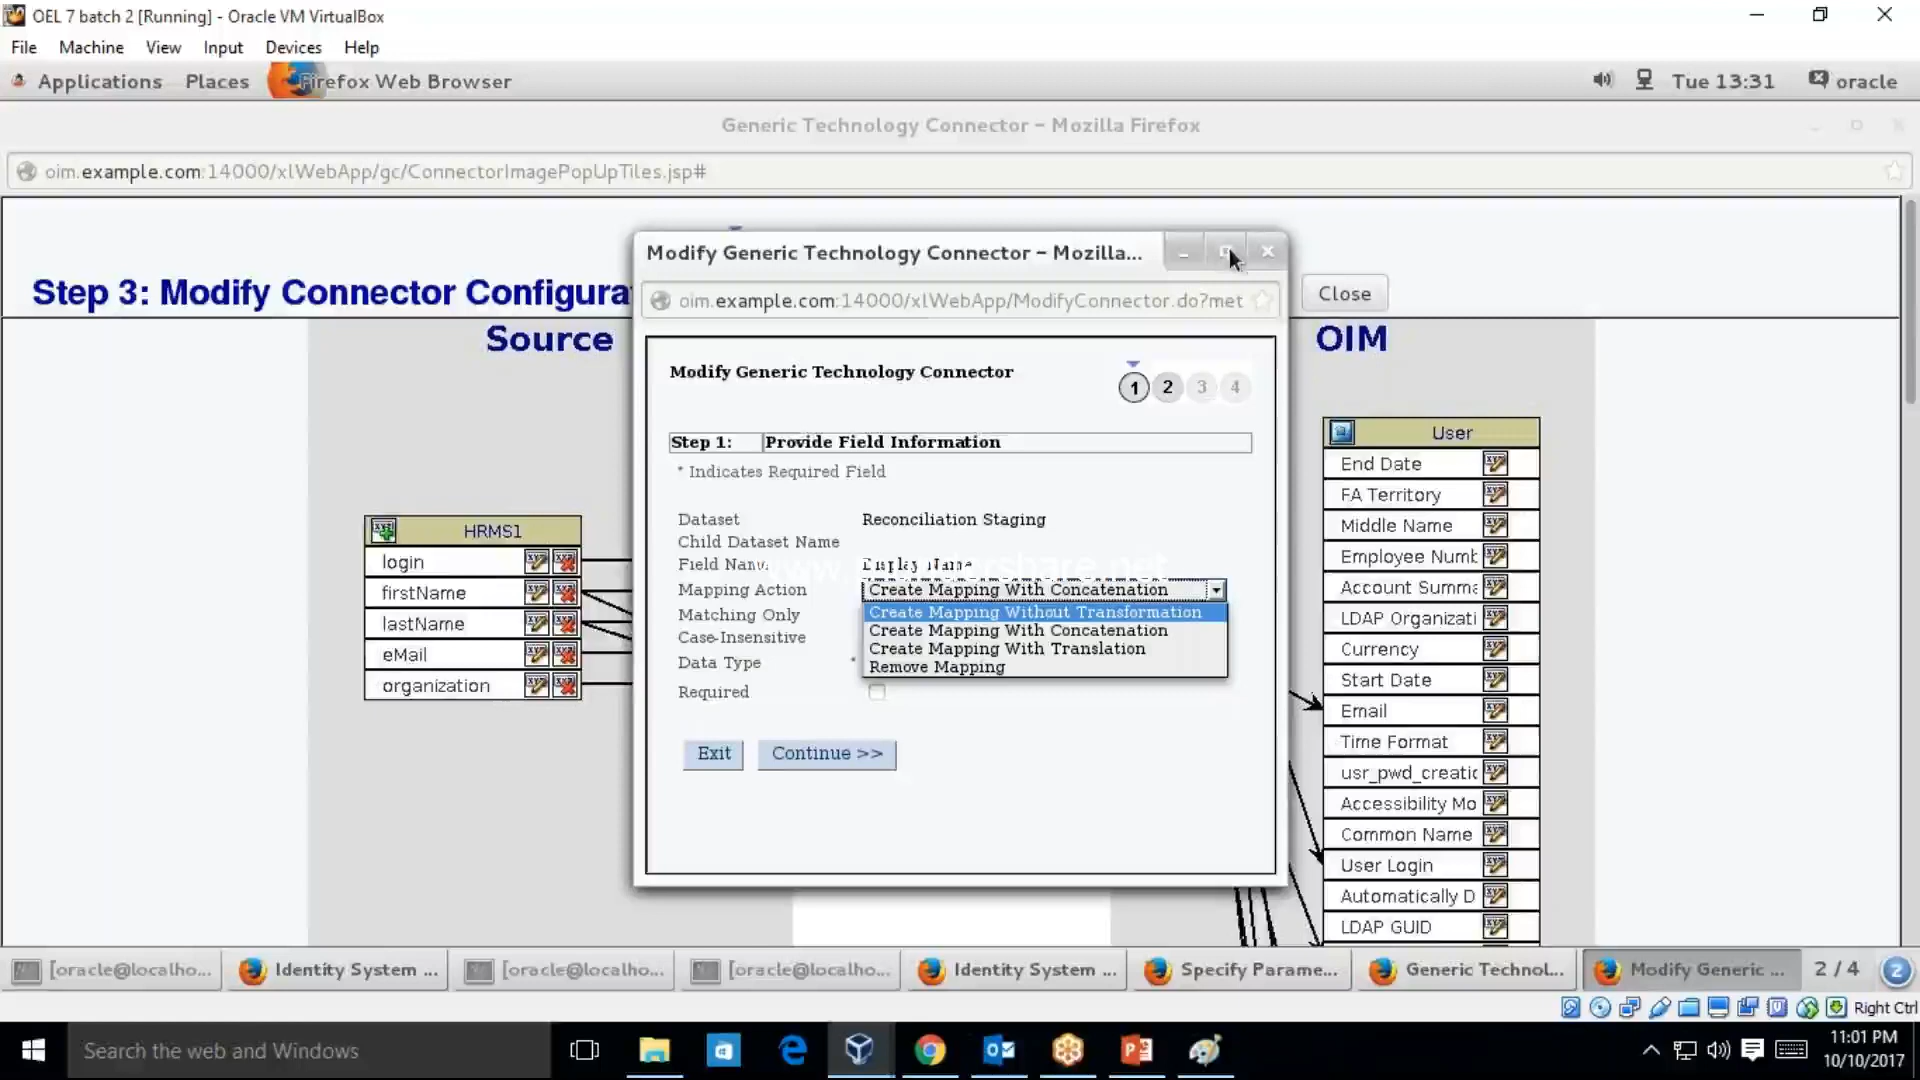 OEL 7 batch 2 [Running] - Oracle VM VirtualBox
File Machine View Input Devices Help
Applications Places Firefox Web Browser Tue 13:31 oracle
Generic Technology Connector – Mozilla Firefox
oim.example.com:14000/xlWebApp/gc/ConnectorImagePopUpTiles.jsp#
Modify Generic Technology Connector – Mozilla...
Step 3: Modify Connector Configura
Close
oim.example.com:14000/xlWebApp/ModifyConnector.do?met
Source
OIM
Modify Generic Technology Connector
1 2 3 4
Step 1: Provide Field Information
* Indicates Required Field
Dataset Reconciliation Staging
Child Dataset Name
Field Name Display Name
Mapping Action Create Mapping With Concatenation
Matching Only
Case-Insensitive
Data Type *
Required
Create Mapping Without Transformation
Create Mapping With Concatenation
Create Mapping With Translation
Remove Mapping
Exit Continue >>
HRMS1
login
firstName
lastName
eMail
organization
User
End Date
FA Territory
Middle Name
Employee Numb
Account Summa
LDAP Organizati
Currency
Start Date
Email
Time Format
usr_pwd_creatio
Accessibility Mo
Common Name
User Login
Automatically D
LDAP GUID
[oracle@localho... Identity System ... [oracle@localho... [oracle@localho... Identity System ... Specify Parame... Generic Technol... Modify Generic ... 2 / 4 2
Right Ctrl
Search the web and Windows
11:01 PM
10/10/2017